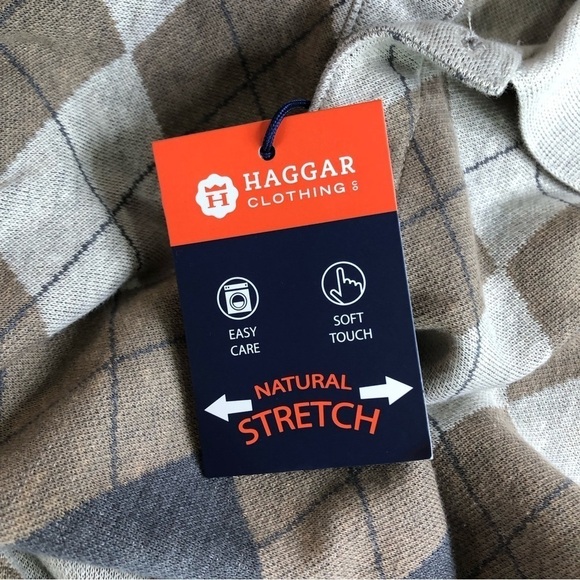 H
HAGGAR
CLOTHING CO
EASY
CARE
SOFT
TOUCH
NATURAL
STRETCH